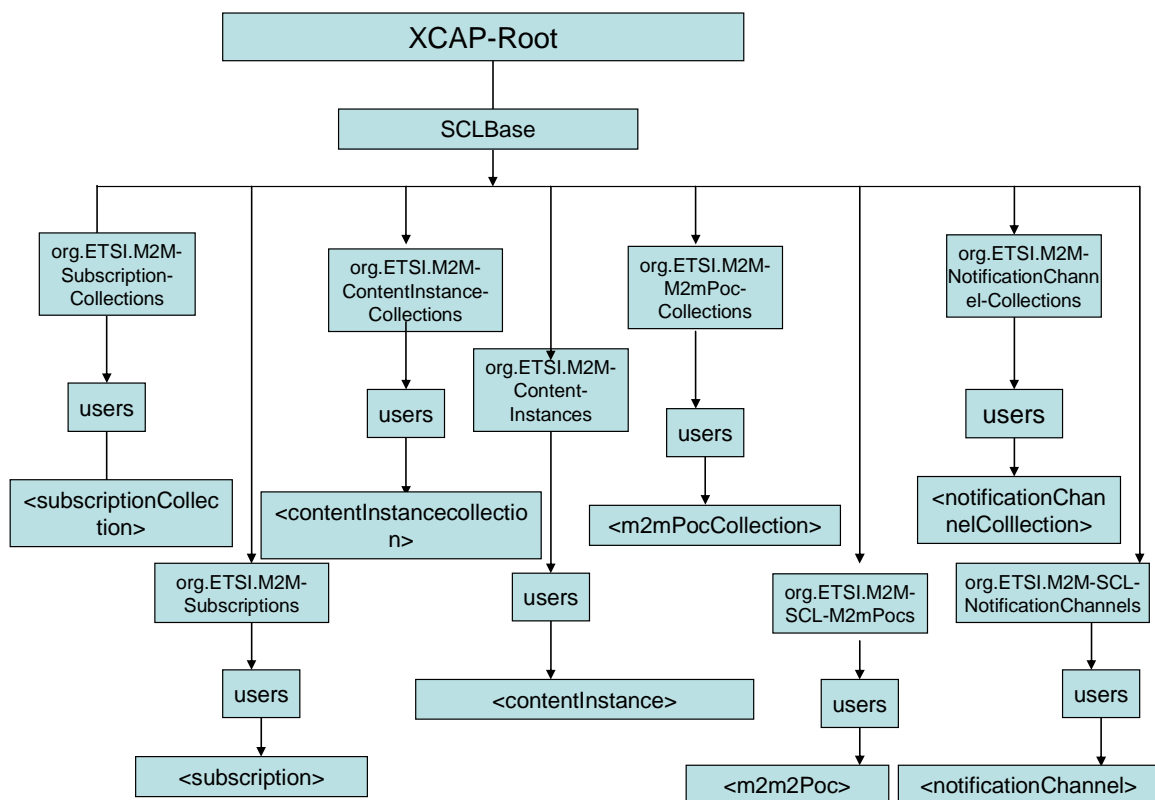 XCAP-Root
SCLBase
org.ETSI.M2M-
Subscription-
Collections
org.ETSI.M2M-
ContentInstance-
Collections
org.ETSI.M2M-
M2mPoc-
Collections
org.ETSI.M2M-
NotificationChann
el-Collections
org.ETSI.M2M-
Content-
Instances
users
users
users
users
<subscriptionCollec
tion>
<contentInstancecollectio
n>
<m2mPocCollection>
<notificationCha
nnelColllection>
org.ETSI.M2M-
Subscriptions
users
org.ETSI.M2M-
SCL-M2mPocs
org.ETSI.M2M-SCL-
NotificationChannels
users
<contentInstance>
users
users
<subscription>
<m2m2Poc>
<notificationChannel>